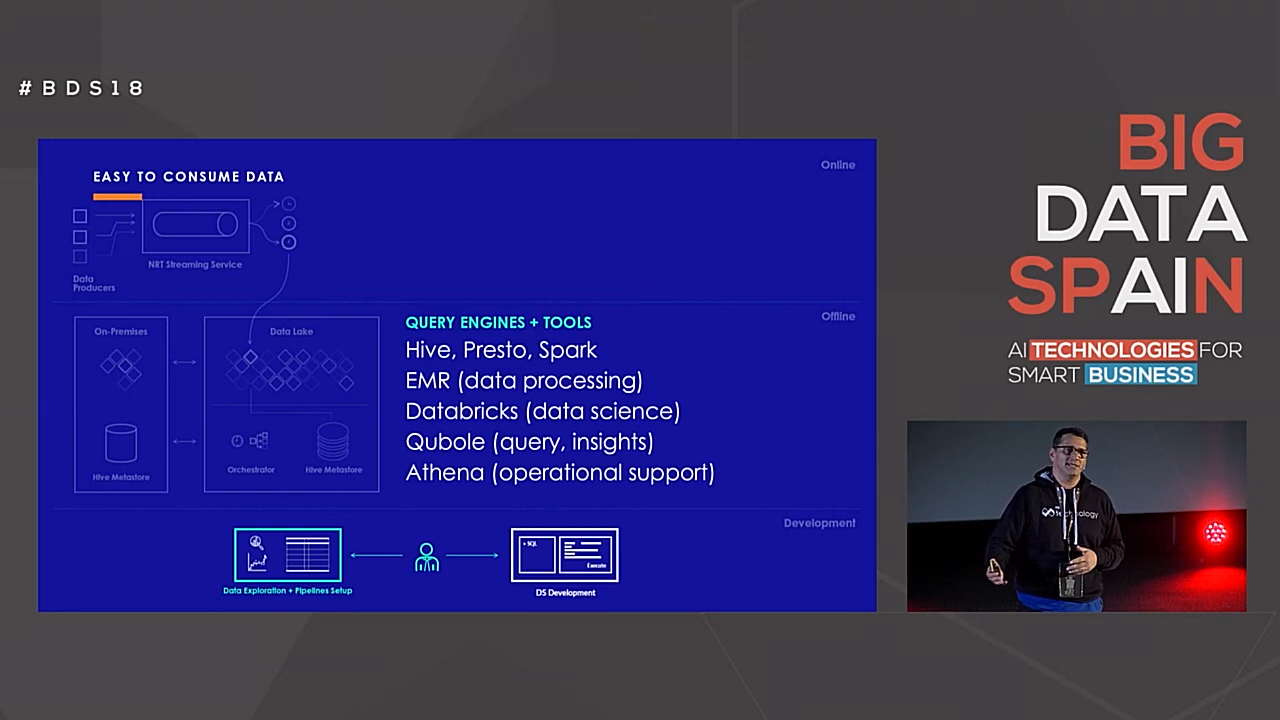 #BDS18
BIG
DATA
SPAIN
AI TECHNOLOGIES FOR
SMART BUSINESS
EASY TO CONSUME DATA
Online
NRT Streaming Service
Data
Producers
Offline
On-Premises
Data Lake
Hive Metastore
Orchestrator
Hive Metastore
QUERY ENGINES + TOOLS
Hive, Presto, Spark
EMR (data processing)
Databricks (data science)
Qubole (query, insights)
Athena (operational support)
Development
Data Exploration + Pipelines Setup
> SQL
Execute
DS Development